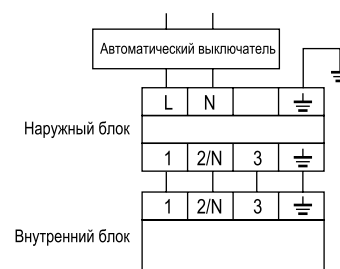 Автоматический выключатель
L N
Наружный блок
1 2/N 3
1 2/N 3
Внутренний блок